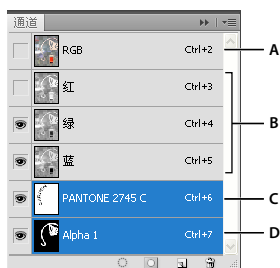 通道
RGB Ctrl+2 A
红 Ctrl+3
B
绿 Ctrl+4
蓝 Ctrl+5
PANTONE 2745 C Ctrl+6 C
Alpha 1 Ctrl+7 D